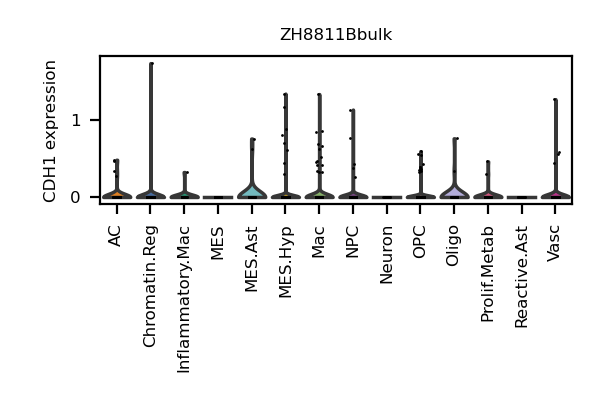 ZH8811Bbulk
CDH1 expression
1
0
AC
Chromatin.Reg
Inflammatory.Mac
MES
MES.Ast
MES.Hyp
Mac
NPC
Neuron
OPC
Oligo
Prolif.Metab
Reactive.Ast
Vasc